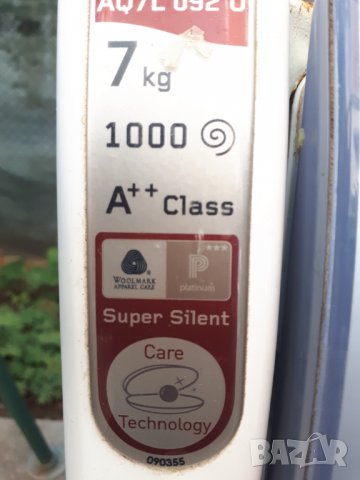 AQ7L 092 U
7 kg
1000
A++ Class
WOOLMARK
APPAREL CARE
P
platinum
Super Silent
Care
Technology
090355
BAZAR